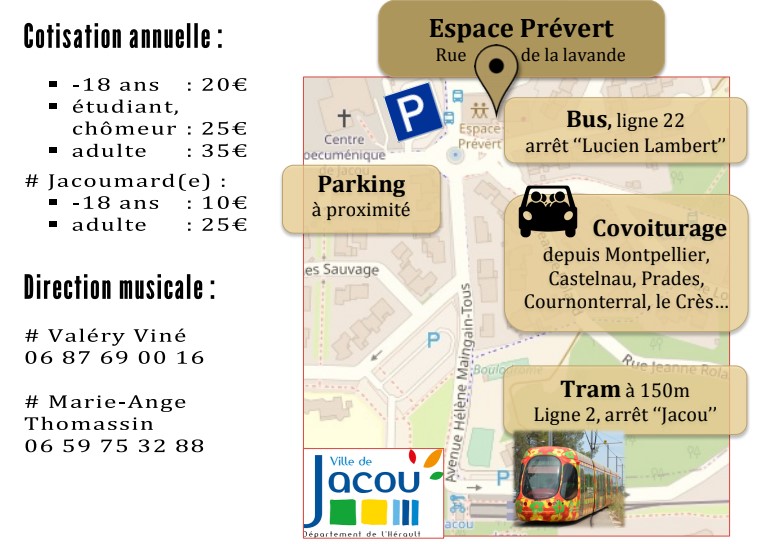 Cotisation annuelle :
▪ -18 ans : 20€
▪ étudiant,
chômeur : 25€
▪ adulte : 35€
# Jacoumard(e) :
▪ -18 ans : 10€
▪ adulte : 25€
Direction musicale :
# Valéry Viné
06 87 69 00 16
# Marie-Ange
Thomassin
06 59 75 32 88
Espace Prévert
Rue de la lavande
P
Espace
Prévert
Centre
oecuménique
de Jacou
Bus, ligne 22
arrêt “Lucien Lambert”
Parking
à proximité
Covoiturage
depuis Montpellier,
Castelnau, Prades,
Cournonterral, le Crès…
es Sauvage
P
Avenue Hélène Maingain-Tous
Boulodrome
Rue Jeanne Rola
Tram à 150m
Ligne 2, arrêt “Jacou”
P
Ville de
Jacou
Département de l'Hérault
acou